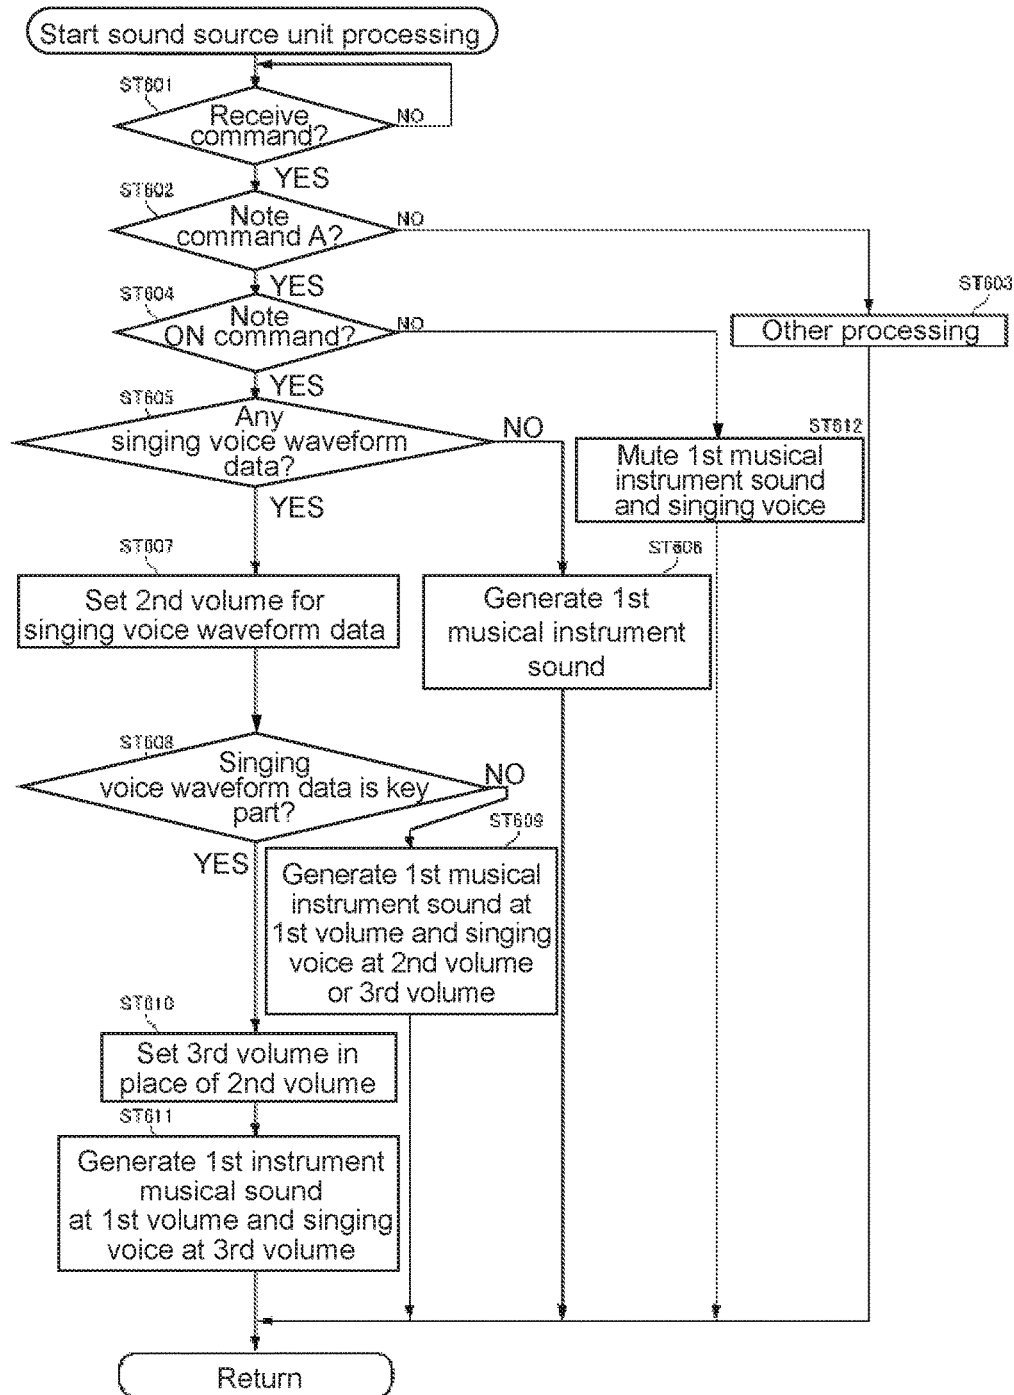 Start sound source unit processing
ST601
Receive
command?
NO
YES
ST602
Note
command A?
NO
YES
ST603
Other processing
ST604
Note
ON command?
NO
YES
ST605
Any
singing voice waveform
data?
NO
YES
ST612
Mute 1st musical
instrument sound
and singing voice
ST607
Set 2nd volume for
singing voice waveform data
ST606
Generate 1st
musical instrument
sound
ST608
Singing
voice waveform data is key
part?
NO
YES
ST609
Generate 1st musical
instrument sound at
1st volume and singing
voice at 2nd volume
or 3rd volume
ST610
Set 3rd volume in
place of 2nd volume
ST611
Generate 1st instrument
musical sound
at 1st volume and singing
voice at 3rd volume
Return